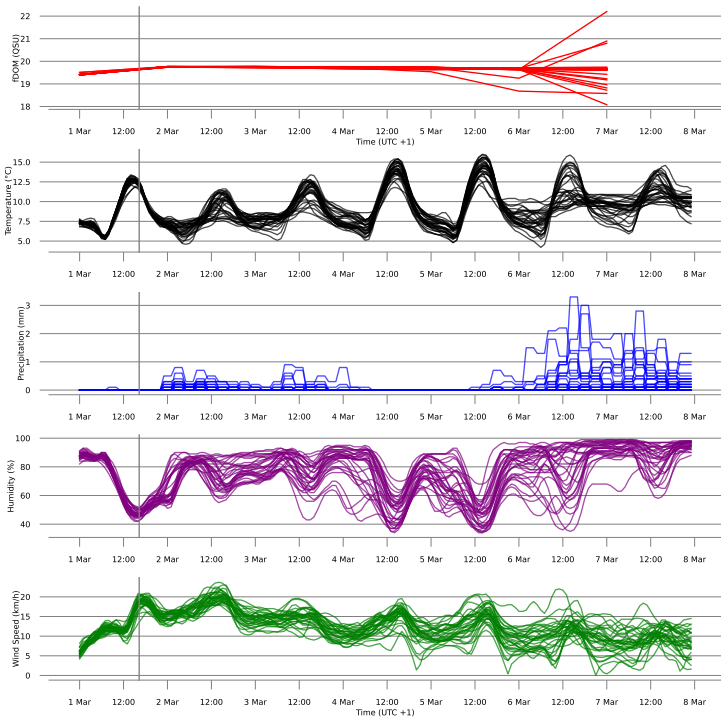 fDOM (QSU)
22
21
20
19
18
1 Mar 12:00 2 Mar 12:00 3 Mar 12:00 4 Mar 12:00 5 Mar 12:00 6 Mar 12:00 7 Mar 12:00 8 Mar
Time (UTC +1)
Temperature (°C)
15.0
12.5
10.0
7.5
5.0
1 Mar 12:00 2 Mar 12:00 3 Mar 12:00 4 Mar 12:00 5 Mar 12:00 6 Mar 12:00 7 Mar 12:00 8 Mar
Precipitation (mm)
3
2
1
0
1 Mar 12:00 2 Mar 12:00 3 Mar 12:00 4 Mar 12:00 5 Mar 12:00 6 Mar 12:00 7 Mar 12:00 8 Mar
Humidity (%)
100
80
60
40
1 Mar 12:00 2 Mar 12:00 3 Mar 12:00 4 Mar 12:00 5 Mar 12:00 6 Mar 12:00 7 Mar 12:00 8 Mar
Wind Speed (km/h)
20
15
10
5
0
1 Mar 12:00 2 Mar 12:00 3 Mar 12:00 4 Mar 12:00 5 Mar 12:00 6 Mar 12:00 7 Mar 12:00 8 Mar
Time (UTC +1)